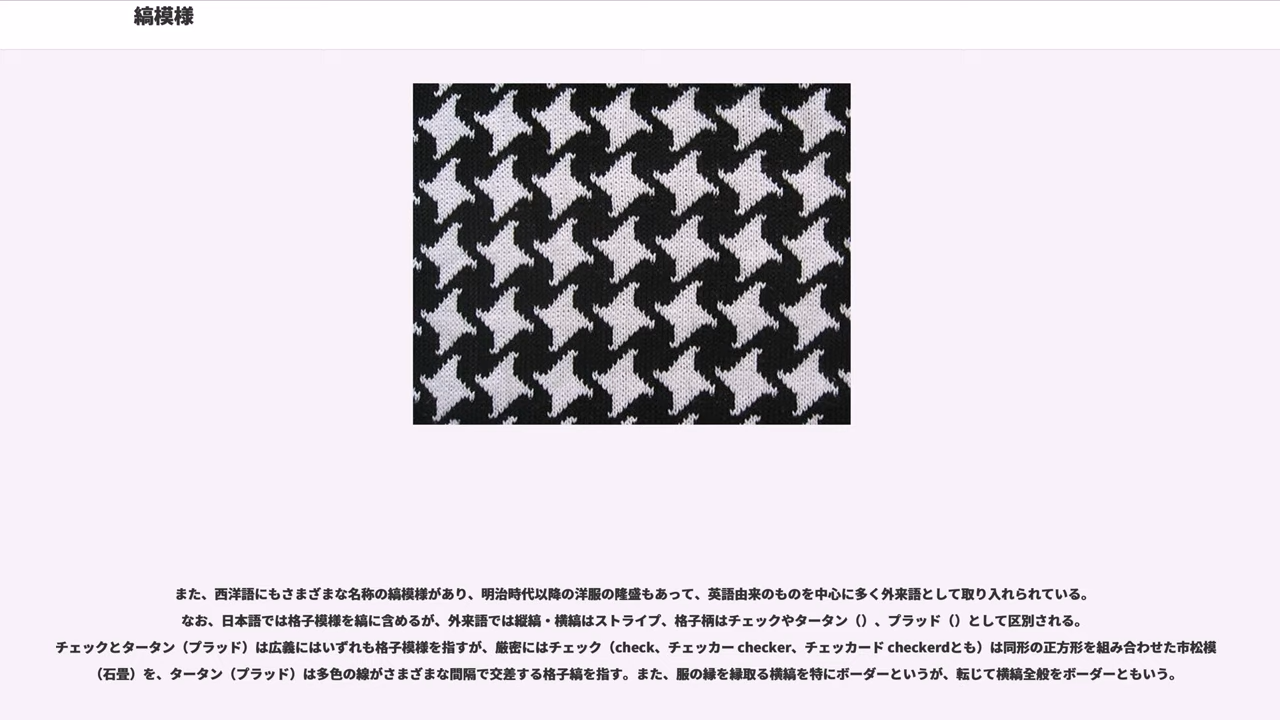 縞模様
また、西洋語にもさまざまな名称の縞模様があり、明治時代以降の洋服の隆盛もあって、英語由来のものを中心に多く外来語として取り入れられている。
なお、日本語では格子模様を縞に含めるが、外来語では縦縞・横縞はストライプ、格子柄はチェックやタータン（）、プラッド（）として区別される。
チェックとタータン（プラッド）は広義にはいずれも格子模様を指すが、厳密にはチェック（check、チェッカー checker、チェッカード checkerdとも）は同形の正方形を組み合わせた市松模
（石畳）を、タータン（プラッド）は多色の線がさまざまな間隔で交差する格子縞を指す。また、服の縁を縁取る横縞を特にボーダーというが、転じて横縞全般をボーダーともいう。